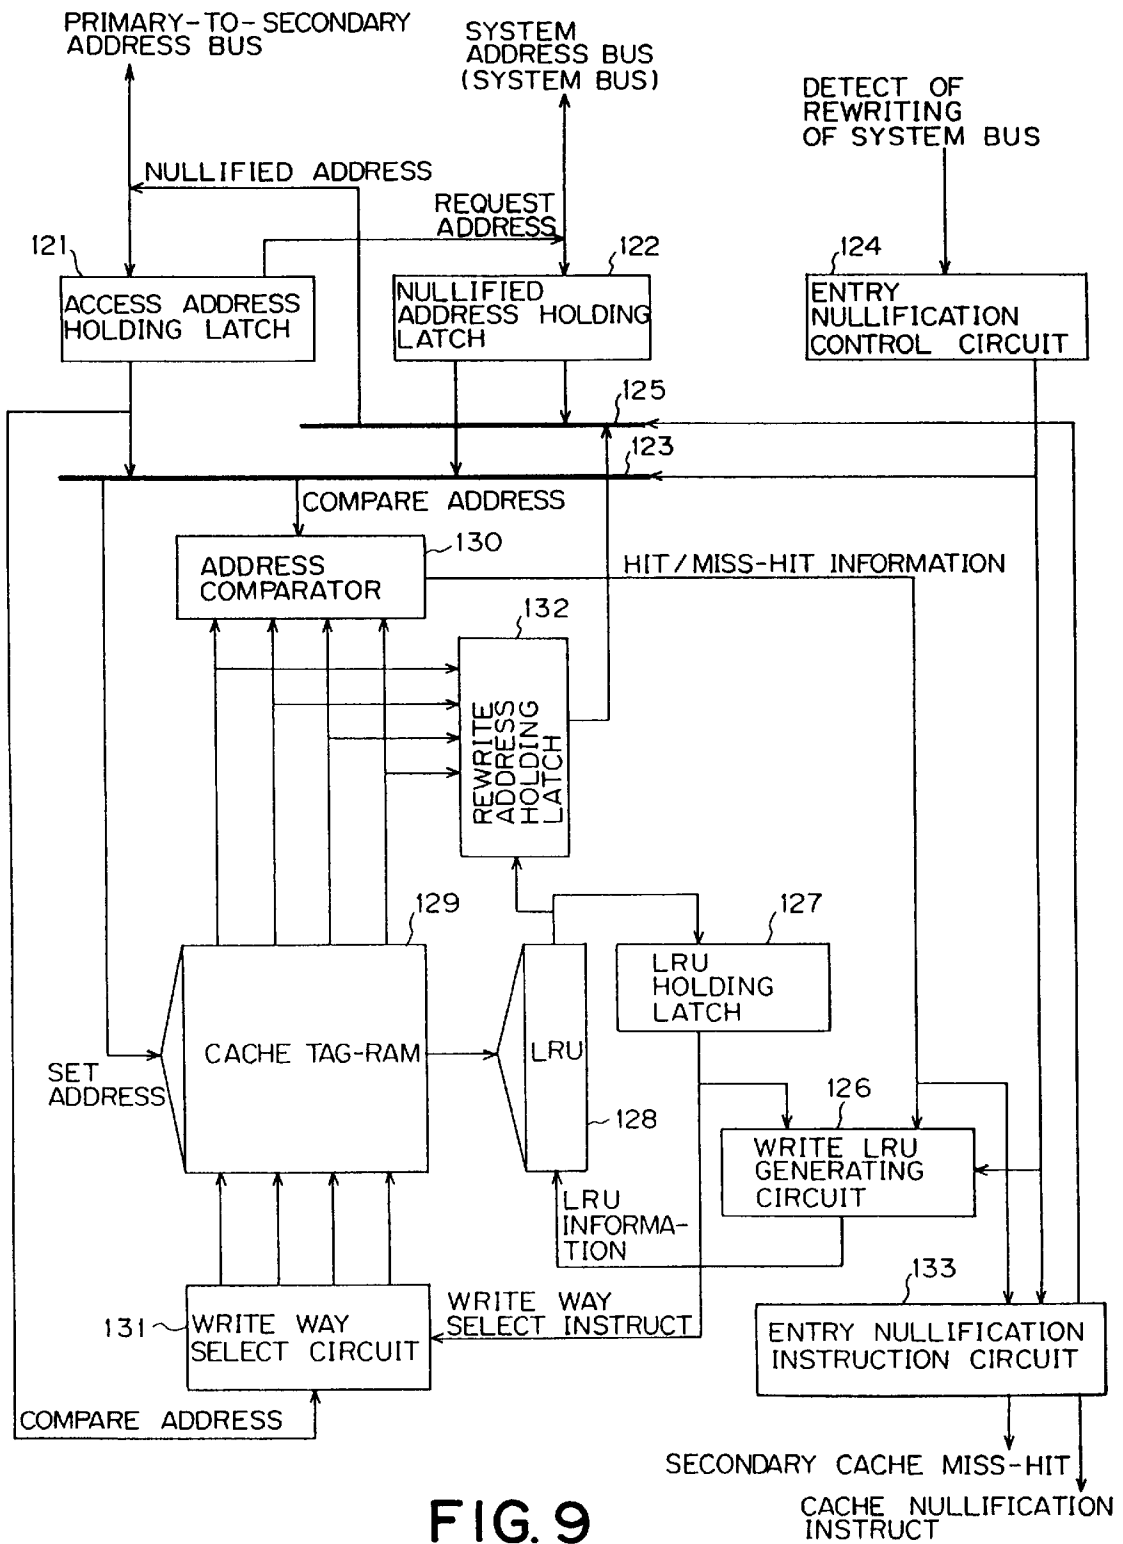 PRIMARY-TO-SECONDARY
ADDRESS BUS
SYSTEM
ADDRESS BUS
(SYSTEM BUS)
DETECT OF
REWRITING
OF SYSTEM BUS
NULLIFIED ADDRESS
REQUEST
ADDRESS
121
ACCESS ADDRESS
HOLDING LATCH
122
NULLIFIED
ADDRESS HOLDING
LATCH
124
ENTRY
NULLIFICATION
CONTROL CIRCUIT
125
123
COMPARE ADDRESS
130
ADDRESS
COMPARATOR
HIT/MISS-HIT INFORMATION
132
REWRITE
ADDRESS
HOLDING
LATCH
129
CACHE TAG-RAM
SET
ADDRESS
LRU
128
127
LRU
HOLDING
LATCH
126
WRITE LRU
GENERATING
CIRCUIT
LRU
INFORMA-
TION
131
WRITE WAY
SELECT CIRCUIT
WRITE WAY
SELECT INSTRUCT
133
ENTRY NULLIFICATION
INSTRUCTION CIRCUIT
COMPARE ADDRESS
SECONDARY CACHE MISS-HIT
CACHE NULLIFICATION
INSTRUCT
FIG. 9